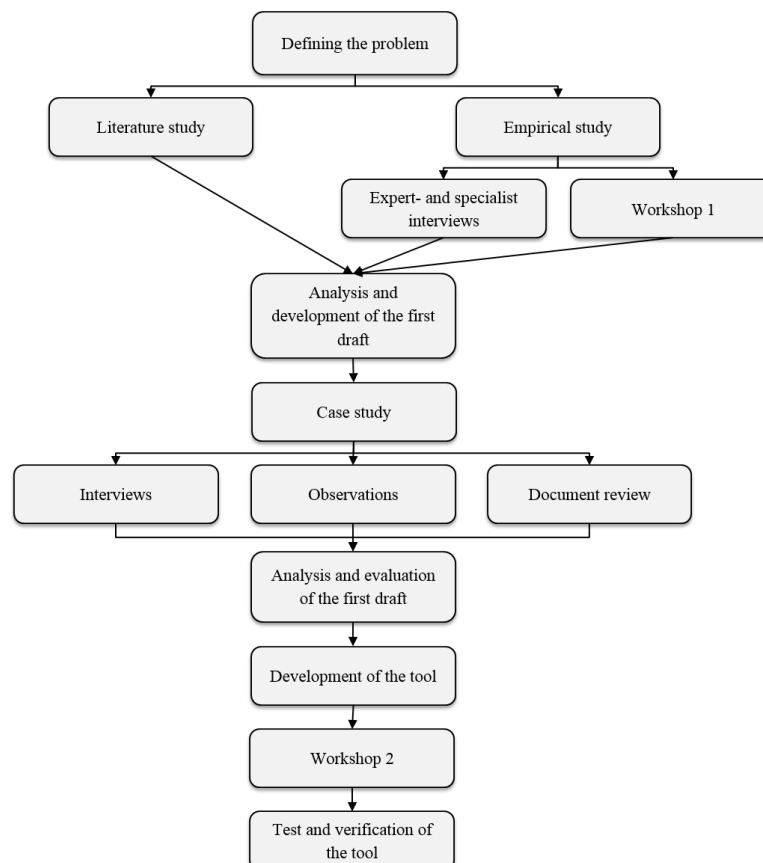 Defining the problem
Literature study
Empirical study
Expert- and specialist
interviews
Workshop 1
Analysis and
development of the first
draft
Case study
Interviews
Observations
Document review
Analysis and evaluation
of the first draft
Development of the tool
Workshop 2
Test and verification of
the tool